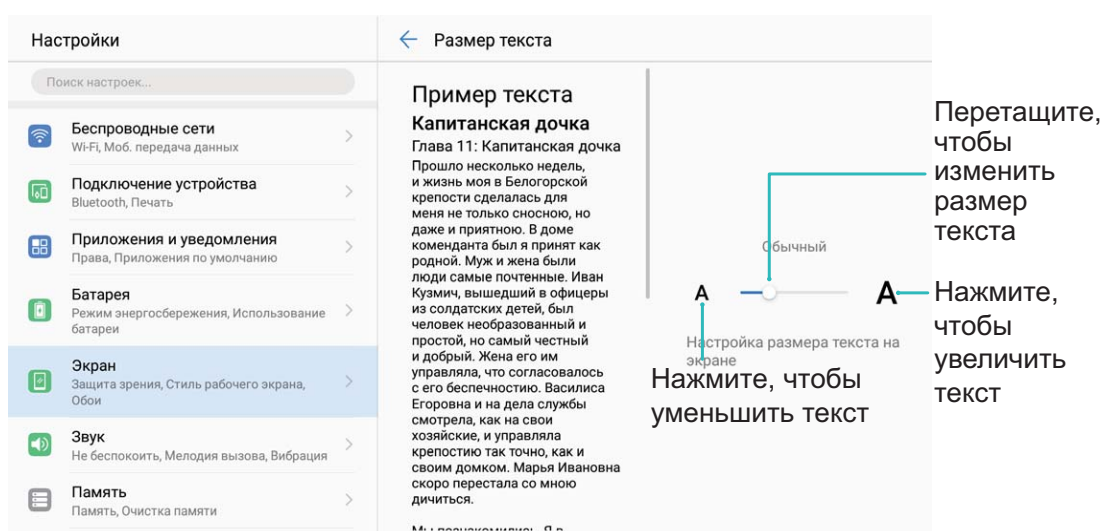 Настройки
Поиск настроек...
Беспроводные сети
Wi-Fi, Моб. передача данных
Подключение устройства
Bluetooth, Печать
Приложения и уведомления
Права, Приложения по умолчанию
Батарея
Режим энергосбережения, Использование
батареи
Экран
Защита зрения, Стиль рабочего экрана,
Обои
Звук
Не беспокоить, Мелодия вызова, Вибрация
Память
Память, Очистка памяти
Размер текста
Пример текста
Капитанская дочка
Глава 11: Капитанская дочка
Прошло несколько недель,
и жизнь моя в Белогорской
крепости сделалась для
меня не только сносною, но
даже и приятною. В доме
коменданта был я принят как
родной. Муж и жена были
люди самые почтенные. Иван
Кузмич, вышедший в офицеры
из солдатских детей, был
человек необразованный и
простой, но самый честный
и добрый. Жена его им
управляла, что согласовалось
с его беспечностию. Василиса
Егоровна и на дела службы
смотрела, как на свои
хозяйские, и управляла
крепостию так точно, как и
своим домком. Марья Ивановна
скоро перестала со мною
дичиться.
Мы познакомились. Я в
Обычный
A
A
Настройка размера текста на
экране
Нажмите, чтобы
уменьшить текст
Перетащите,
чтобы
изменить
размер
текста
Нажмите,
чтобы
увеличить
текст